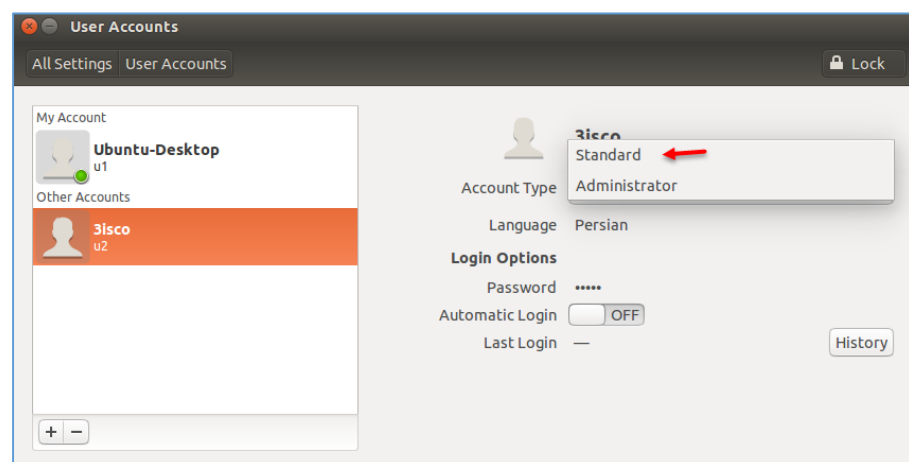 User Accounts
All Settings User Accounts
Lock
My Account
Ubuntu-Desktop
u1
Other Accounts
3isco
u2
+ −
3isco
Account Type
Standard
Administrator
Language Persian
Login Options
Password •••••
Automatic Login OFF
Last Login —
History